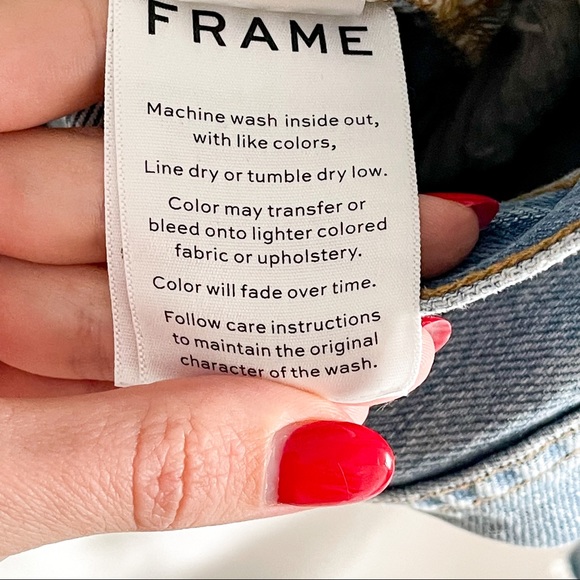 FRAME
Machine wash inside out,
with like colors,
Line dry or tumble dry low.
Color may transfer or
bleed onto lighter colored
fabric or upholstery.
Color will fade over time.
Follow care instructions
to maintain the original
character of the wash.